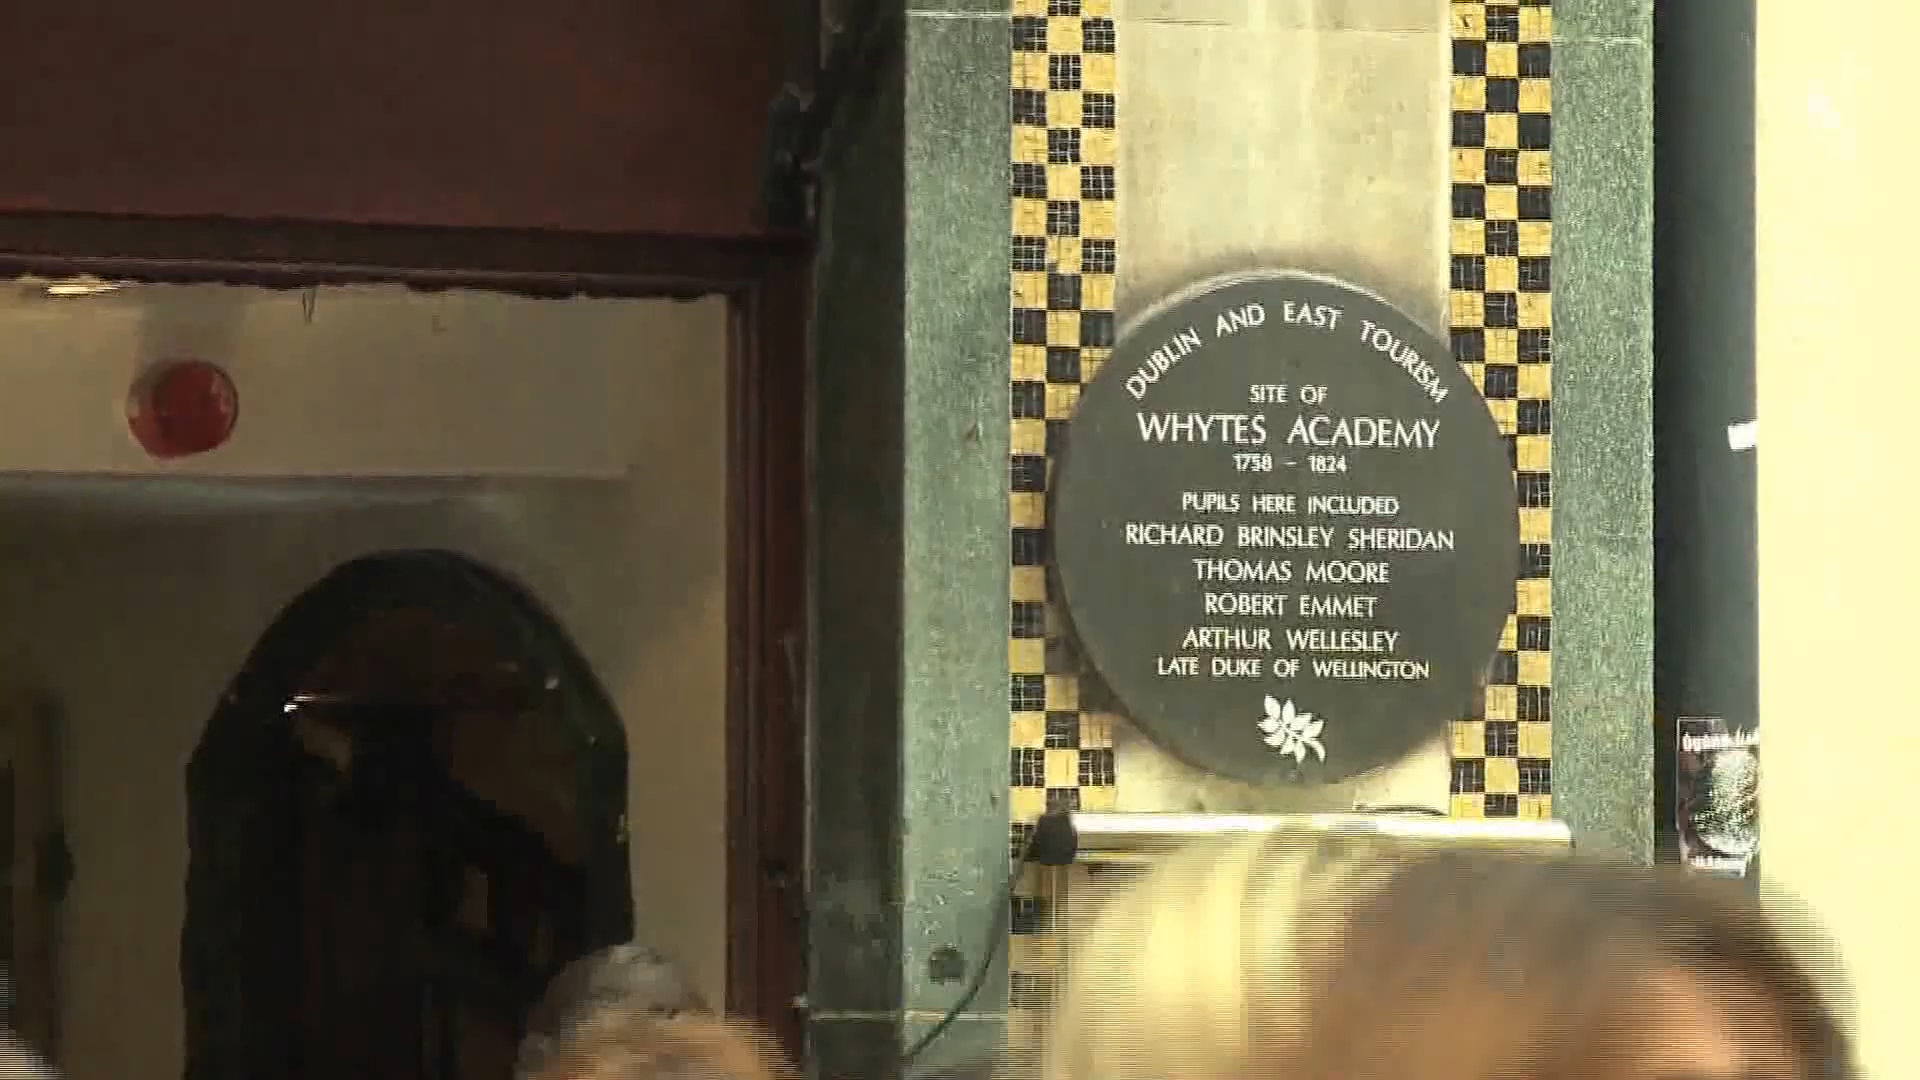 DUBLIN AND EAST TOURISM
SITE OF
WHYTES ACADEMY
1758 – 1824
PUPILS HERE INCLUDED
RICHARD BRINSLEY SHERIDAN
THOMAS MOORE
ROBERT EMMET
ARTHUR WELLESLEY
LATE DUKE OF WELLINGTON